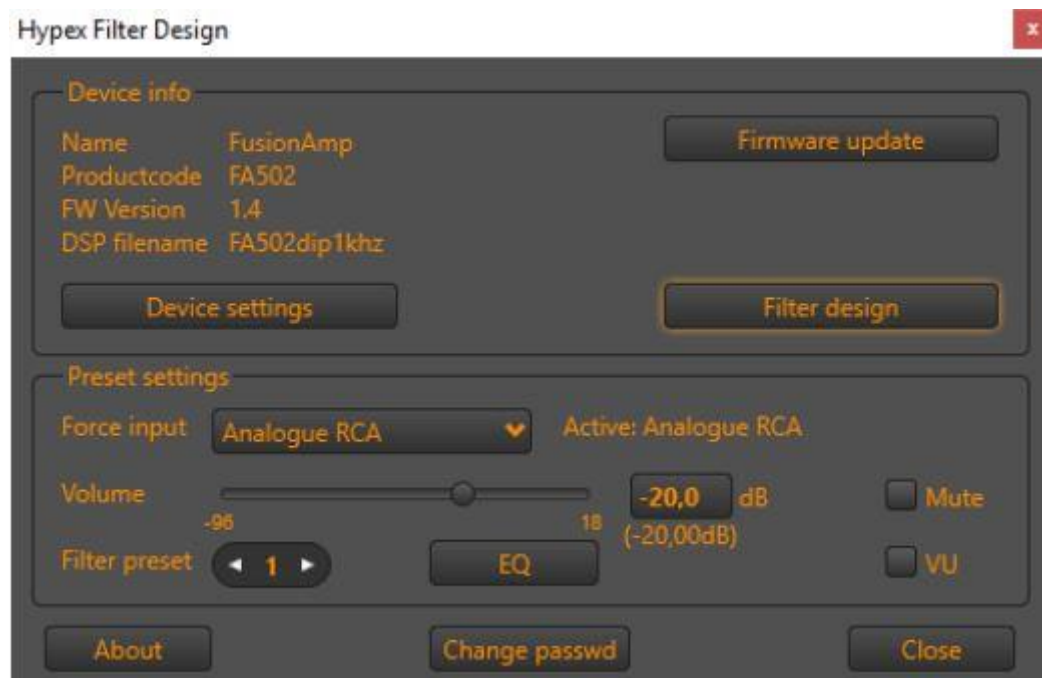 Hypex Filter Design
x
Device info
Name FusionAmp
Firmware update
Productcode FA502
FW Version 1.4
DSP filename FA502dip1khz
Device settings Filter design
Preset settings
Force input Analogue RCA Active: Analogue RCA
Volume -20,0 dB Mute
-96 18 (-20,00dB)
Filter preset 1 EQ VU
About Change passwd Close